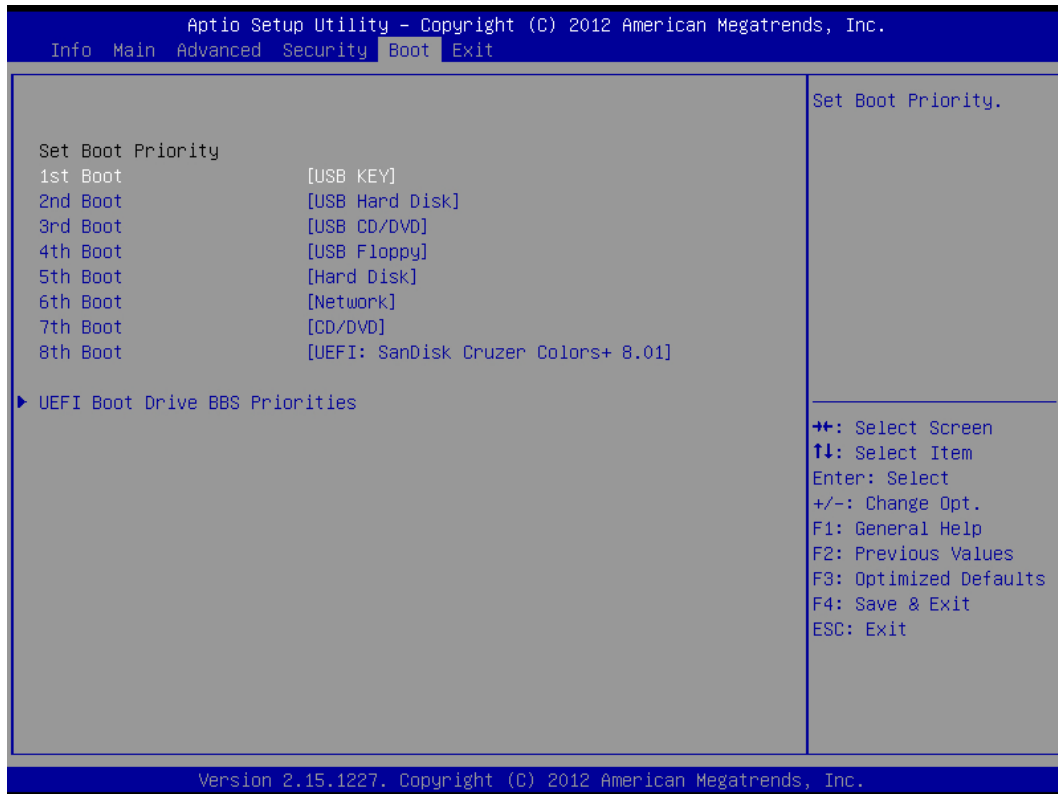 Aptio Setup Utility – Copyright (C) 2012 American Megatrends, Inc.
Info Main Advanced Security Boot Exit
Set Boot Priority.
Set Boot Priority
1st Boot [USB KEY]
2nd Boot [USB Hard Disk]
3rd Boot [USB CD/DVD]
4th Boot [USB Floppy]
5th Boot [Hard Disk]
6th Boot [Network]
7th Boot [CD/DVD]
8th Boot [UEFI: SanDisk Cruzer Colors+ 8.01]
▶ UEFI Boot Drive BBS Priorities
→←: Select Screen
↑↓: Select Item
Enter: Select
+/-: Change Opt.
F1: General Help
F2: Previous Values
F3: Optimized Defaults
F4: Save & Exit
ESC: Exit
Version 2.15.1227. Copyright (C) 2012 American Megatrends, Inc.